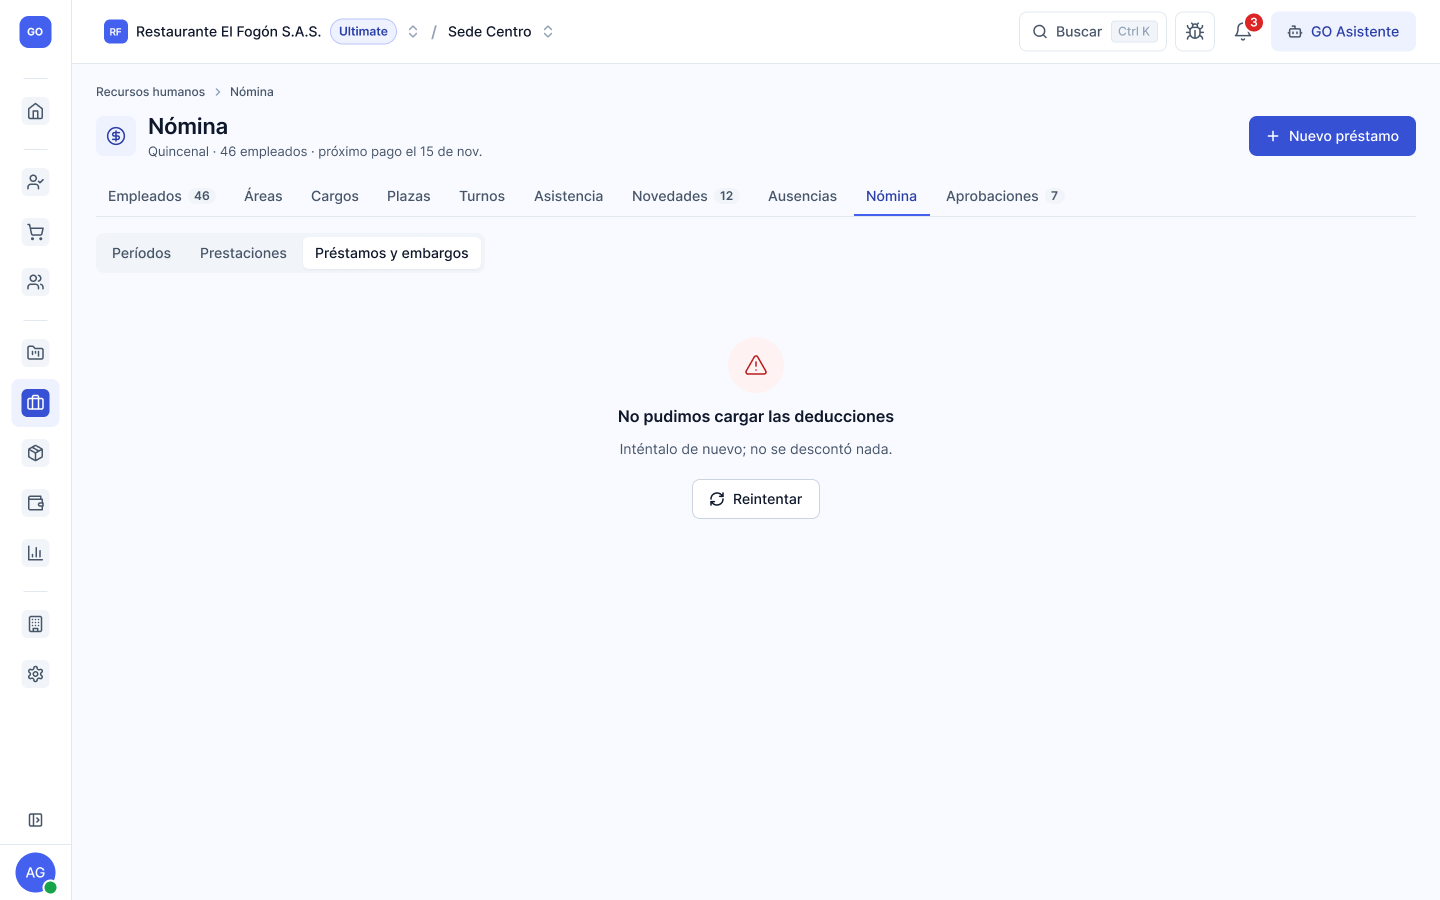 GO
RF Restaurante El Fogón S.A.S. Ultimate / Sede Centro
Buscar Ctrl K
3
GO Asistente
Recursos humanos > Nómina
Nómina
Quincenal · 46 empleados · próximo pago el 15 de nov.
+ Nuevo préstamo
Empleados 46 Áreas Cargos Plazas Turnos Asistencia Novedades 12 Ausencias Nómina Aprobaciones 7
Períodos Prestaciones Préstamos y embargos
No pudimos cargar las deducciones
Inténtalo de nuevo; no se descontó nada.
Reintentar
AG